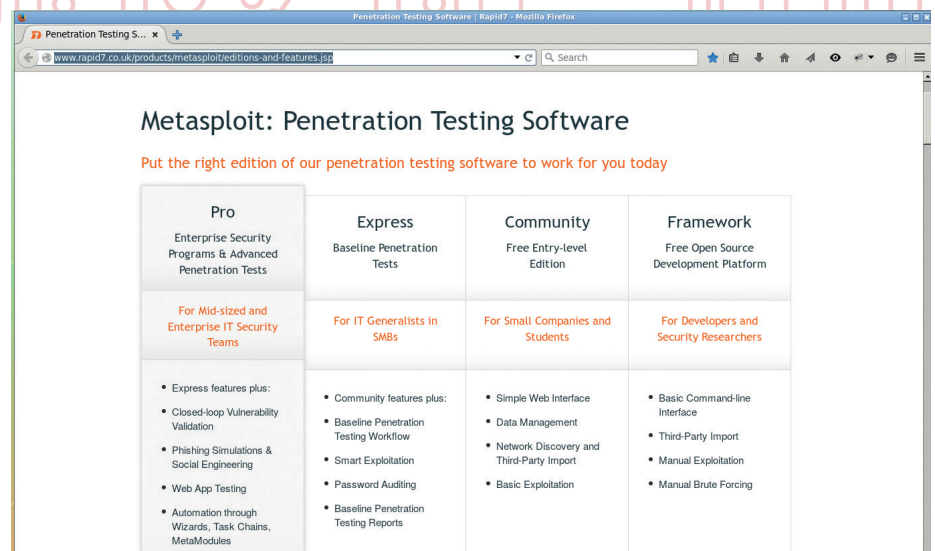 Penetration Testing Software | Rapid7 - Mozilla Firefox
Penetration Testing S...
www.rapid7.co.uk/products/metasploit/editions-and-features.jsp
Search
Metasploit: Penetration Testing Software
Put the right edition of our penetration testing software to work for you today
Pro
Enterprise Security
Programs & Advanced
Penetration Tests
For Mid-sized and
Enterprise IT Security
Teams
• Express features plus:
• Closed-loop Vulnerability
Validation
• Phishing Simulations &
Social Engineering
• Web App Testing
• Automation through
Wizards, Task Chains,
MetaModules
Express
Baseline Penetration
Tests
For IT Generalists in
SMBs
• Community features plus:
• Baseline Penetration
Testing Workflow
• Smart Exploitation
• Password Auditing
• Baseline Penetration
Testing Reports
Community
Free Entry-level
Edition
For Small Companies and
Students
• Simple Web Interface
• Data Management
• Network Discovery and
Third-Party Import
• Basic Exploitation
Framework
Free Open Source
Development Platform
For Developers and
Security Researchers
• Basic Command-line
Interface
• Third-Party Import
• Manual Exploitation
• Manual Brute Forcing